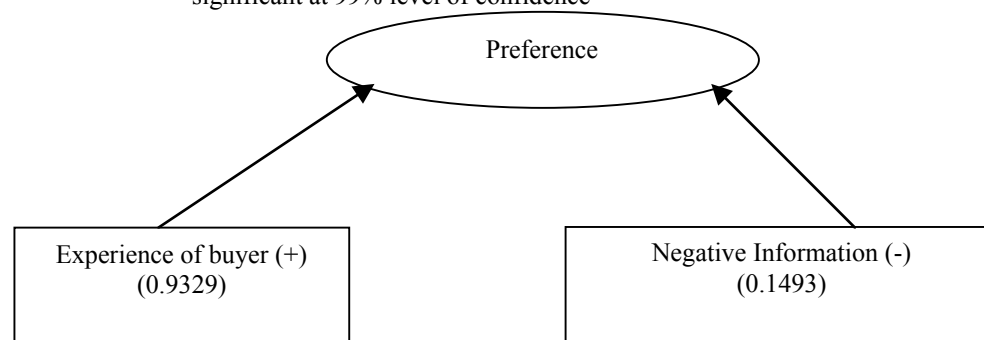 significant at 99% level of confidence
Preference
Experience of buyer (+)
(0.9329)
Negative Information (-)
(0.1493)